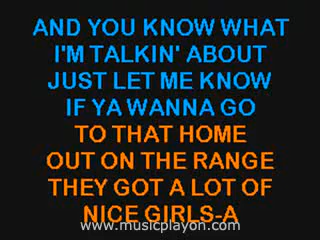 AND YOU KNOW WHAT
I'M TALKIN' ABOUT
JUST LET ME KNOW
IF YA WANNA GO
TO THAT HOME
OUT ON THE RANGE
THEY GOT A LOT OF
NICE GIRLS-A
www.musicplayon.com